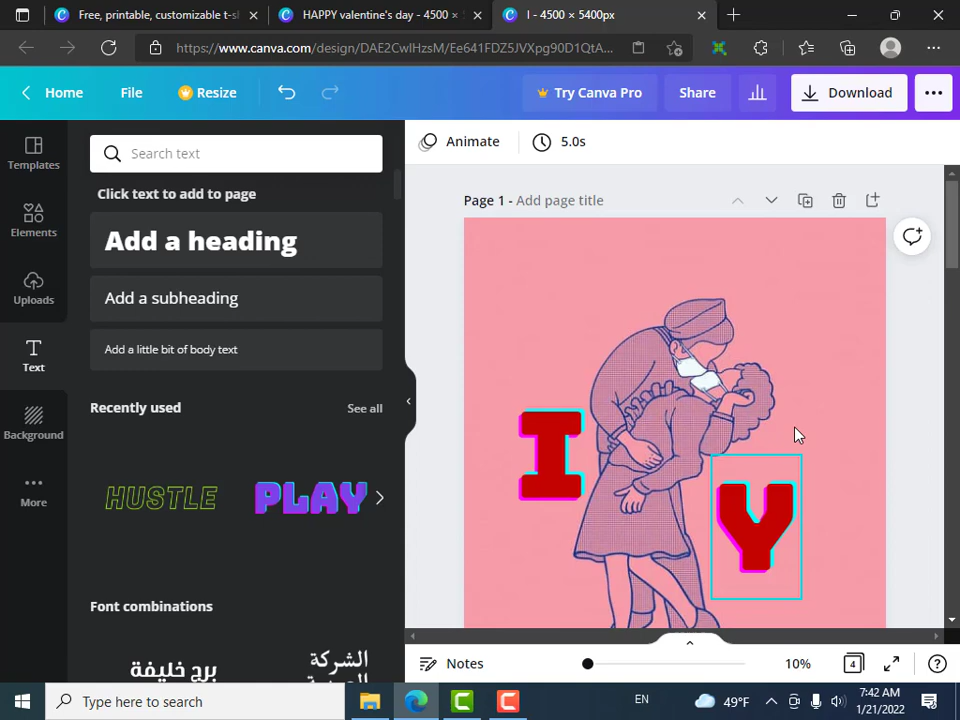 Free, printable, customizable t-s
HAPPY valentine's day - 4500 ×
I - 4500 × 5400px
https://www.canva.com/design/DAE2CwIHzsM/Ee641FDZ5JVXpg90D1QtA...
Home
File
Resize
Try Canva Pro
Share
Download
Templates
Elements
Uploads
Text
Background
More
Search text
Click text to add to page
Add a heading
Add a subheading
Add a little bit of body text
Recently used
See all
HUSTLE
PLAY
Font combinations
برج خليفة
الشركة
Animate
5.0s
Page 1 - Add page title
I
Y
Notes
10%
4
Type here to search
EN
49°F
7:42 AM
1/21/2022